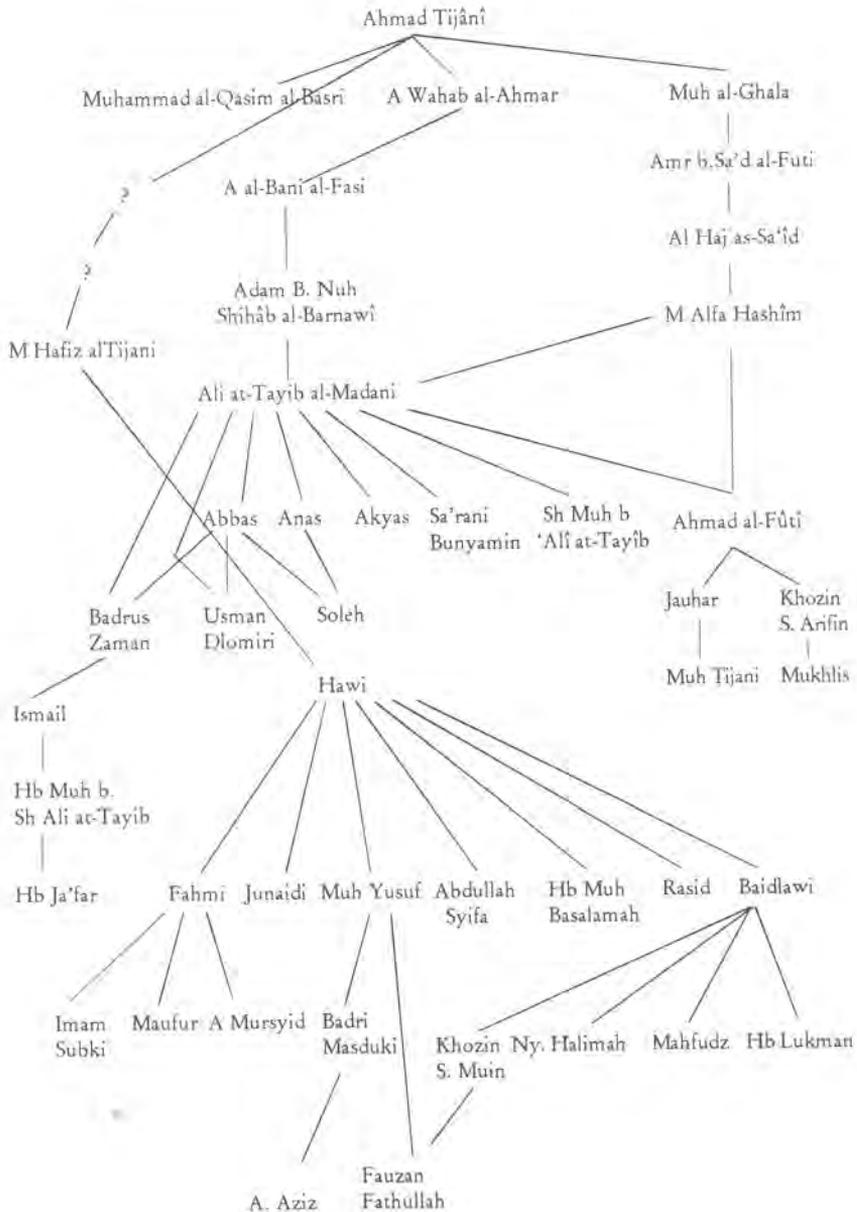 Ahmad Tijânî
Muhammad al-Qasim al-Basri
A Wahab al-Ahmar
Muh al-Ghala
Amr b.Sa'd al-Futi
?
A al-Bani al-Fasi
Al Haj as-Sa'îd
?
Adam B. Nuh
Shihâb al-Barnawî
M Alfa Hashîm
M Hafiz alTijani
Ali at-Tayib al-Madani
Abbas
Anas
Akyas
Sa'rani
Bunyamin
Sh Muh b
'Alî at-Tayîb
Ahmad al-Fûtî
Badrus
Zaman
Usman
Dlomiri
Soleh
Jauhar
Khozin
S. Arifin
Muh Tijani
Mukhlis
Hawi
Ismail
Hb Muh b.
Sh Ali at-Tayib
Hb Ja'far
Fahmi
Junaidi
Muh Yusuf
Abdullah
Syifa
Hb Muh
Basalamah
Rasid
Baidlawi
Imam
Subki
Maufur
A Mursyid
Badri
Masduki
Khozin
S. Muin
Ny. Halimah
Mahfudz
Hb Lukman
A. Aziz
Fauzan
Fathullah